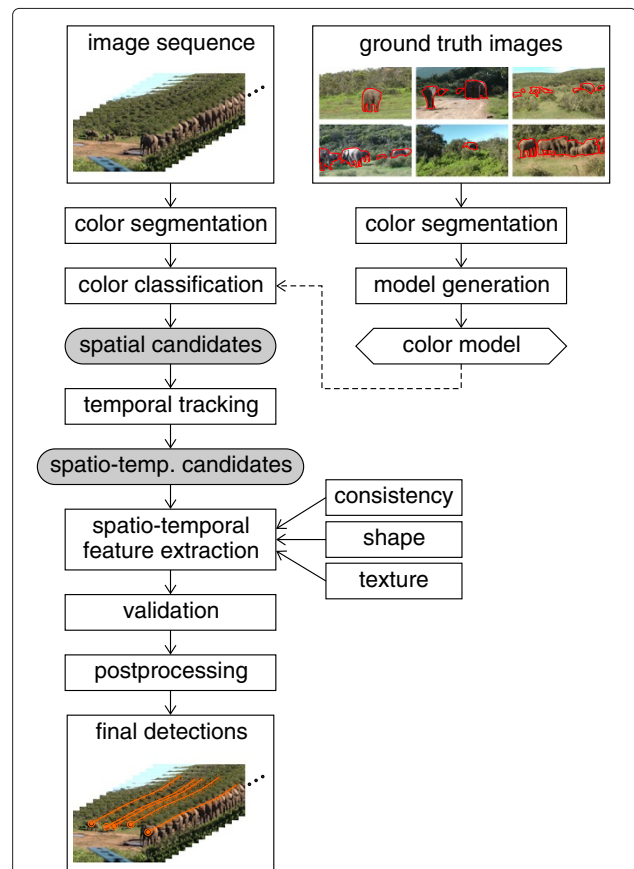 image sequence
ground truth images
color segmentation
color segmentation
color classification
model generation
spatial candidates
color model
temporal tracking
spatio-temp. candidates
consistency
spatio-temporal
feature extraction
shape
texture
validation
postprocessing
final detections